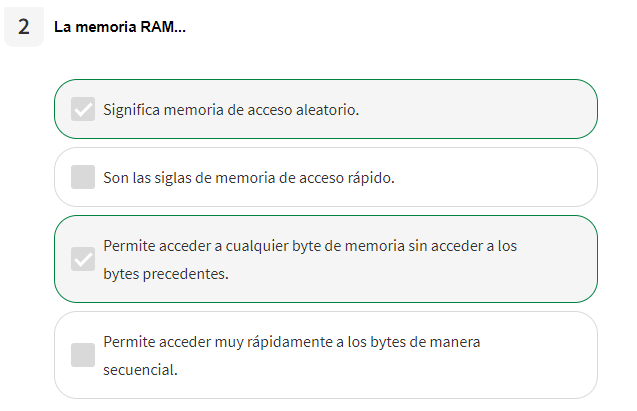 2 La memoria RAM...
Significa memoria de acceso aleatorio.
Son las siglas de memoria de acceso rápido.
Permite acceder a cualquier byte de memoria sin acceder a los
bytes precedentes.
Permite acceder muy rápidamente a los bytes de manera
secuencial.